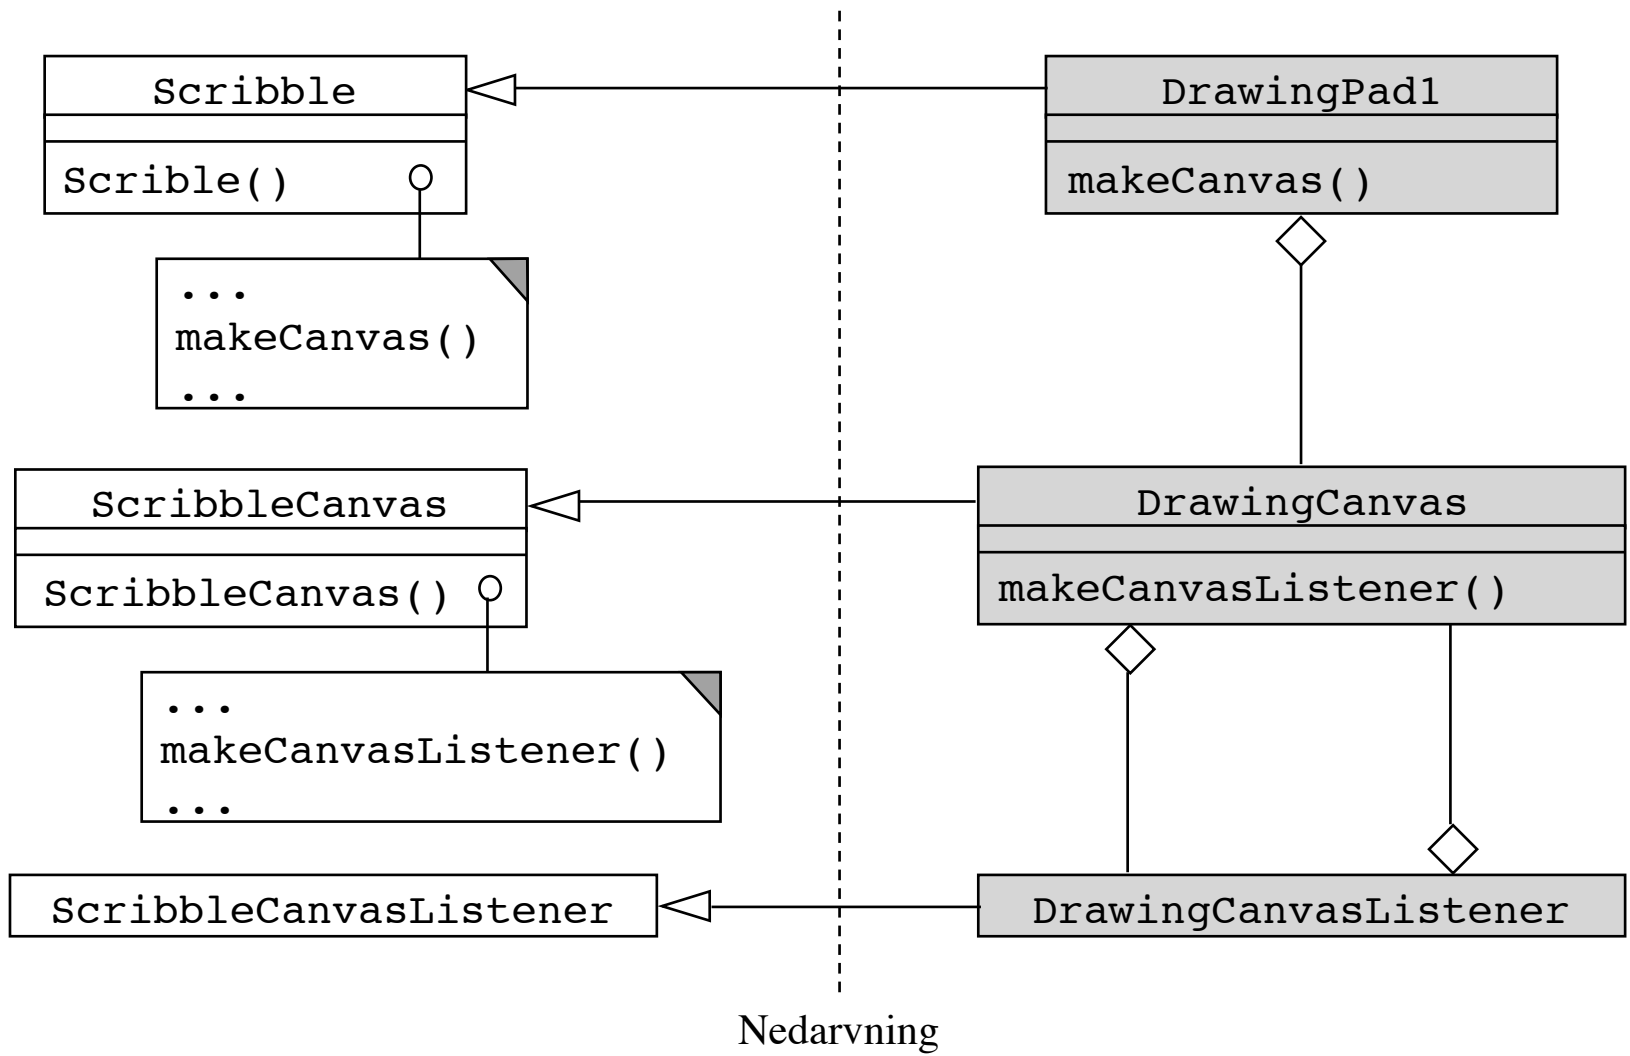 Scribble
Scrible()
...
makeCanvas()
...
DrawingPad1
makeCanvas()
ScribbleCanvas
ScribbleCanvas()
...
makeCanvasListener()
...
DrawingCanvas
makeCanvasListener()
ScribbleCanvasListener
DrawingCanvasListener
Nedarvning